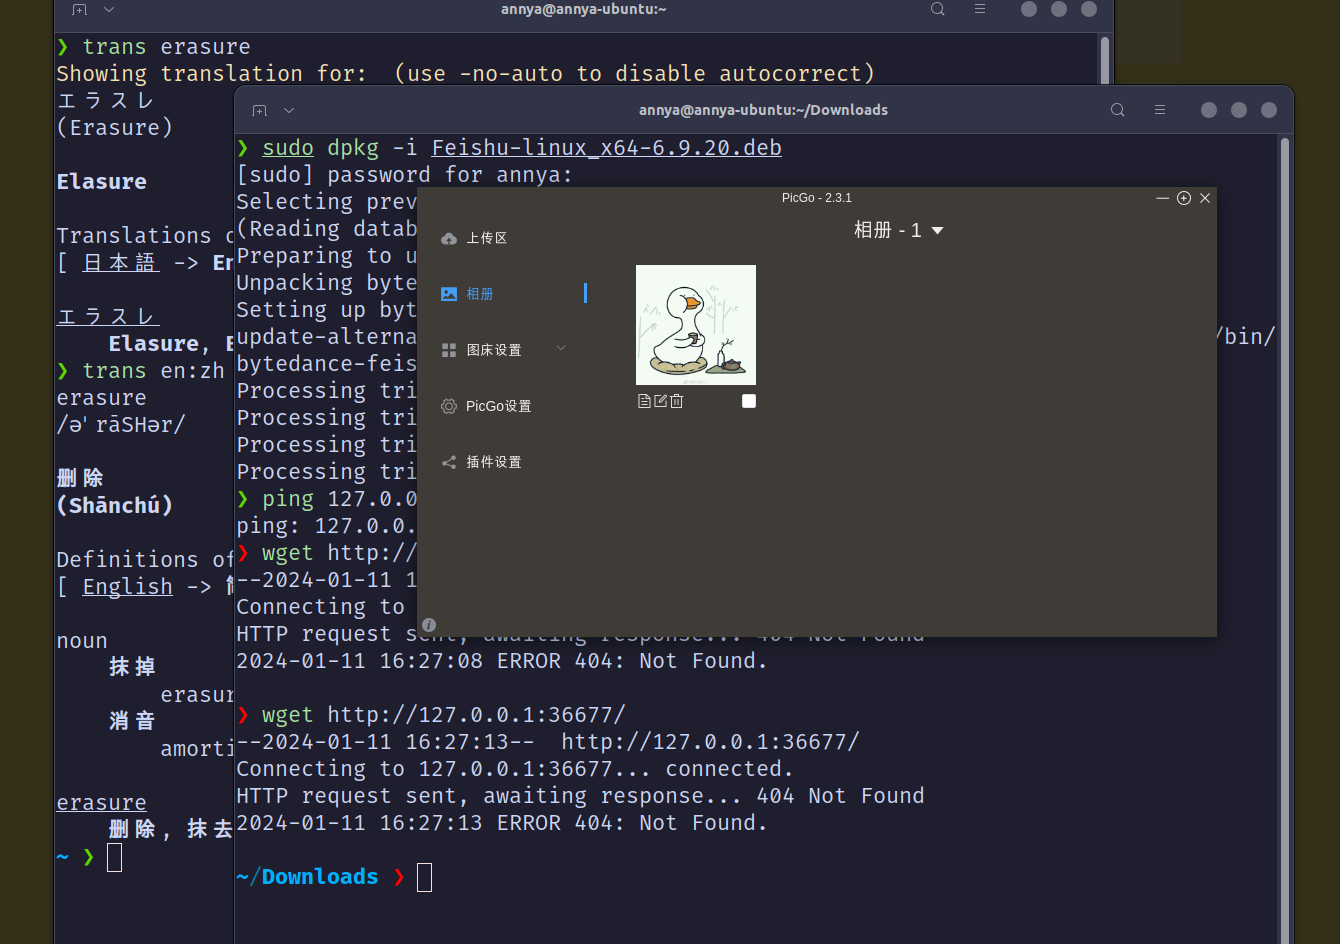 annya@annya-ubuntu:~
❯ trans erasure
Showing translation for:  (use -no-auto to disable autocorrect)
エラスレ
(Erasure)
Elasure
Translations
[ 日本語 ->
エラスレ
Elasure,
❯ trans en:zh
erasure
/əˈrāSHər/
删除
(Shānchú)
Definitions of
[ English ->
noun
抹掉
erasur
消音
amorti
erasure
删除, 抹去
~ ❯
annya@annya-ubuntu:~/Downloads
❯ sudo dpkg -i Feishu-linux_x64-6.9.20.deb
[sudo] password for annya:
Selecting prev
(Reading datab
Preparing to u
Unpacking byte
Setting up byt
update-alterna /bin/
bytedance-feis
Processing tri
Processing tri
Processing tri
Processing tri
❯ ping 127.0.0
ping: 127.0.0.
❯ wget http://
--2024-01-11 1
Connecting to
HTTP request sent, awaiting response... 404 Not Found
2024-01-11 16:27:08 ERROR 404: Not Found.
❯ wget http://127.0.0.1:36677/
--2024-01-11 16:27:13--  http://127.0.0.1:36677/
Connecting to 127.0.0.1:36677... connected.
HTTP request sent, awaiting response... 404 Not Found
2024-01-11 16:27:13 ERROR 404: Not Found.
~/Downloads ❯
PicGo - 2.3.1
上传区
相册
图床设置
PicGo设置
插件设置
相册 - 1